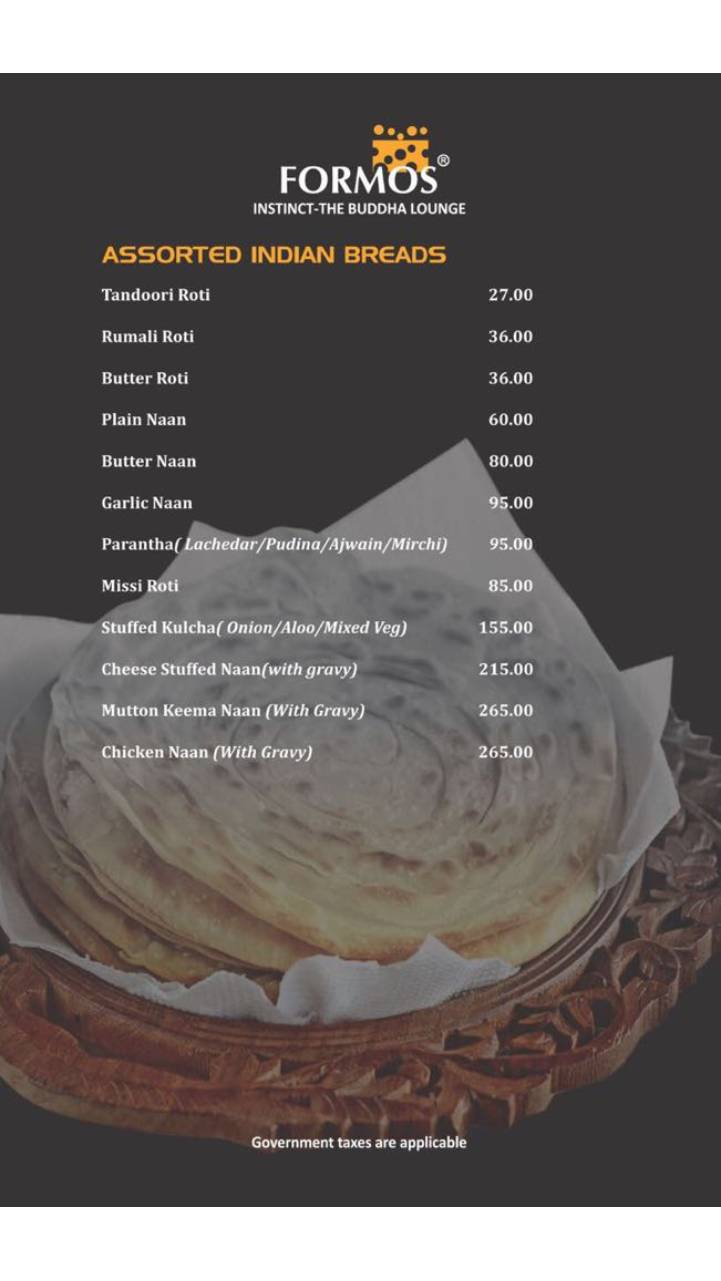 FORMOS®
INSTINCT-THE BUDDHA LOUNGE
ASSORTED INDIAN BREADS
Tandoori Roti 27.00
Rumali Roti 36.00
Butter Roti 36.00
Plain Naan 60.00
Butter Naan 80.00
Garlic Naan 95.00
Parantha( Lachedar/Pudina/Ajwain/Mirchi) 95.00
Missi Roti 85.00
Stuffed Kulcha( Onion/Aloo/Mixed Veg) 155.00
Cheese Stuffed Naan(with gravy) 215.00
Mutton Keema Naan (With Gravy) 265.00
Chicken Naan (With Gravy) 265.00
Government taxes are applicable